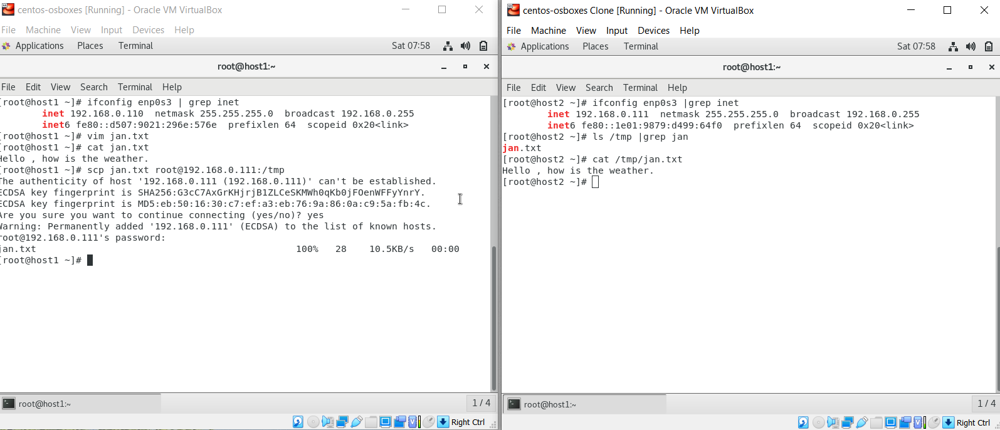 centos-osboxes [Running] - Oracle VM VirtualBox
File Machine View Input Devices Help
Applications Places Terminal Sat 07:58
root@host1:~
File Edit View Search Terminal Help
[root@host1 ~]# ifconfig enp0s3 | grep inet
inet 192.168.0.110 netmask 255.255.255.0 broadcast 192.168.0.255
inet6 fe80::d507:9021:296e:576e prefixlen 64 scopeid 0x20<link>
[root@host1 ~]# vim jan.txt
[root@host1 ~]# cat jan.txt
Hello , how is the weather.
[root@host1 ~]# scp jan.txt root@192.168.0.111:/tmp
The authenticity of host '192.168.0.111 (192.168.0.111)' can't be established.
ECDSA key fingerprint is SHA256:G3cC7AxGrKHjrjB1ZLCeSKMWh0qKb0jFOenWFFyYnrY.
ECDSA key fingerprint is MD5:eb:50:16:30:c7:ef:a3:eb:76:9a:86:0a:c9:5a:fb:4c.
Are you sure you want to continue connecting (yes/no)? yes
Warning: Permanently added '192.168.0.111' (ECDSA) to the list of known hosts.
root@192.168.0.111's password:
jan.txt 100% 28 10.5KB/s 00:00
[root@host1 ~]#
root@host1:~ 1 / 4
Right Ctrl
centos-osboxes Clone [Running] - Oracle VM VirtualBox
File Machine View Input Devices Help
Applications Places Terminal Sat 07:58
root@host1:~
File Edit View Search Terminal Help
[root@host2 ~]# ifconfig enp0s3 |grep inet
inet 192.168.0.111 netmask 255.255.255.0 broadcast 192.168.0.255
inet6 fe80::1e01:9879:d499:64f0 prefixlen 64 scopeid 0x20<link>
[root@host2 ~]# ls /tmp |grep jan
jan.txt
[root@host2 ~]# cat /tmp/jan.txt
Hello , how is the weather.
[root@host2 ~]#
root@host1:~ 1 / 4
Right Ctrl